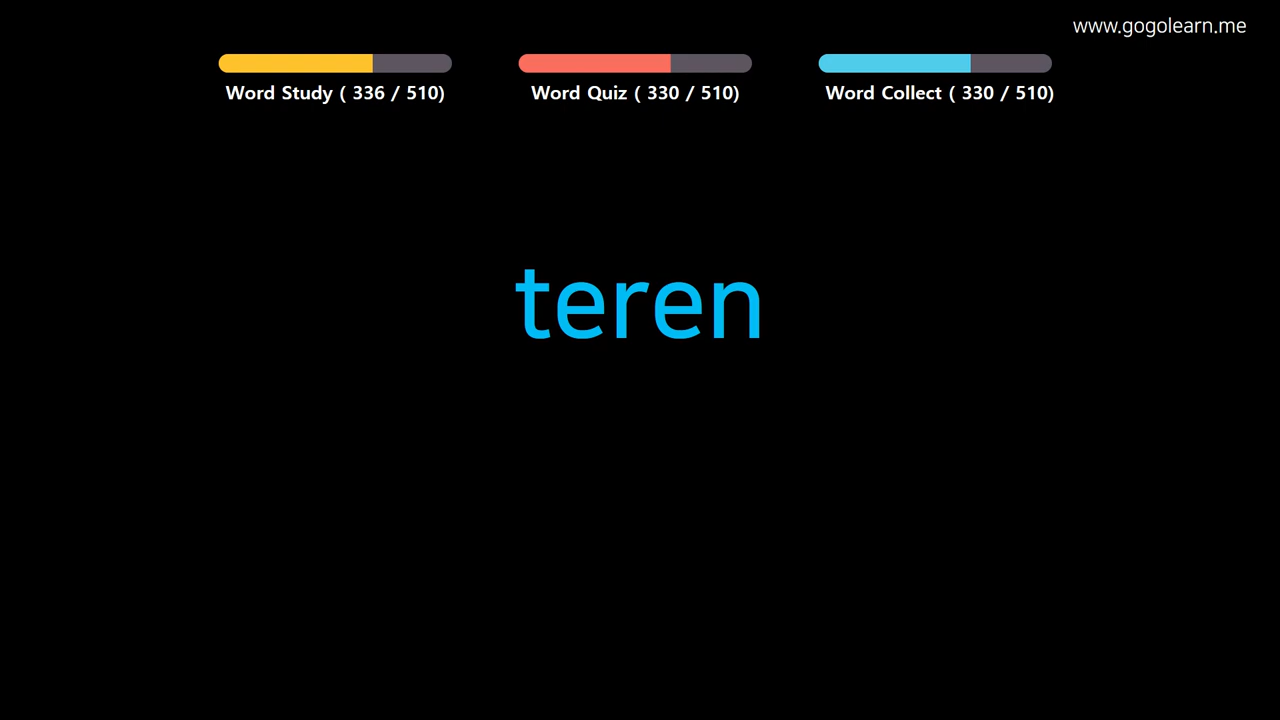 www.gogolearn.me
Word Study ( 336 / 510)
Word Quiz ( 330 / 510)
Word Collect ( 330 / 510)
teren